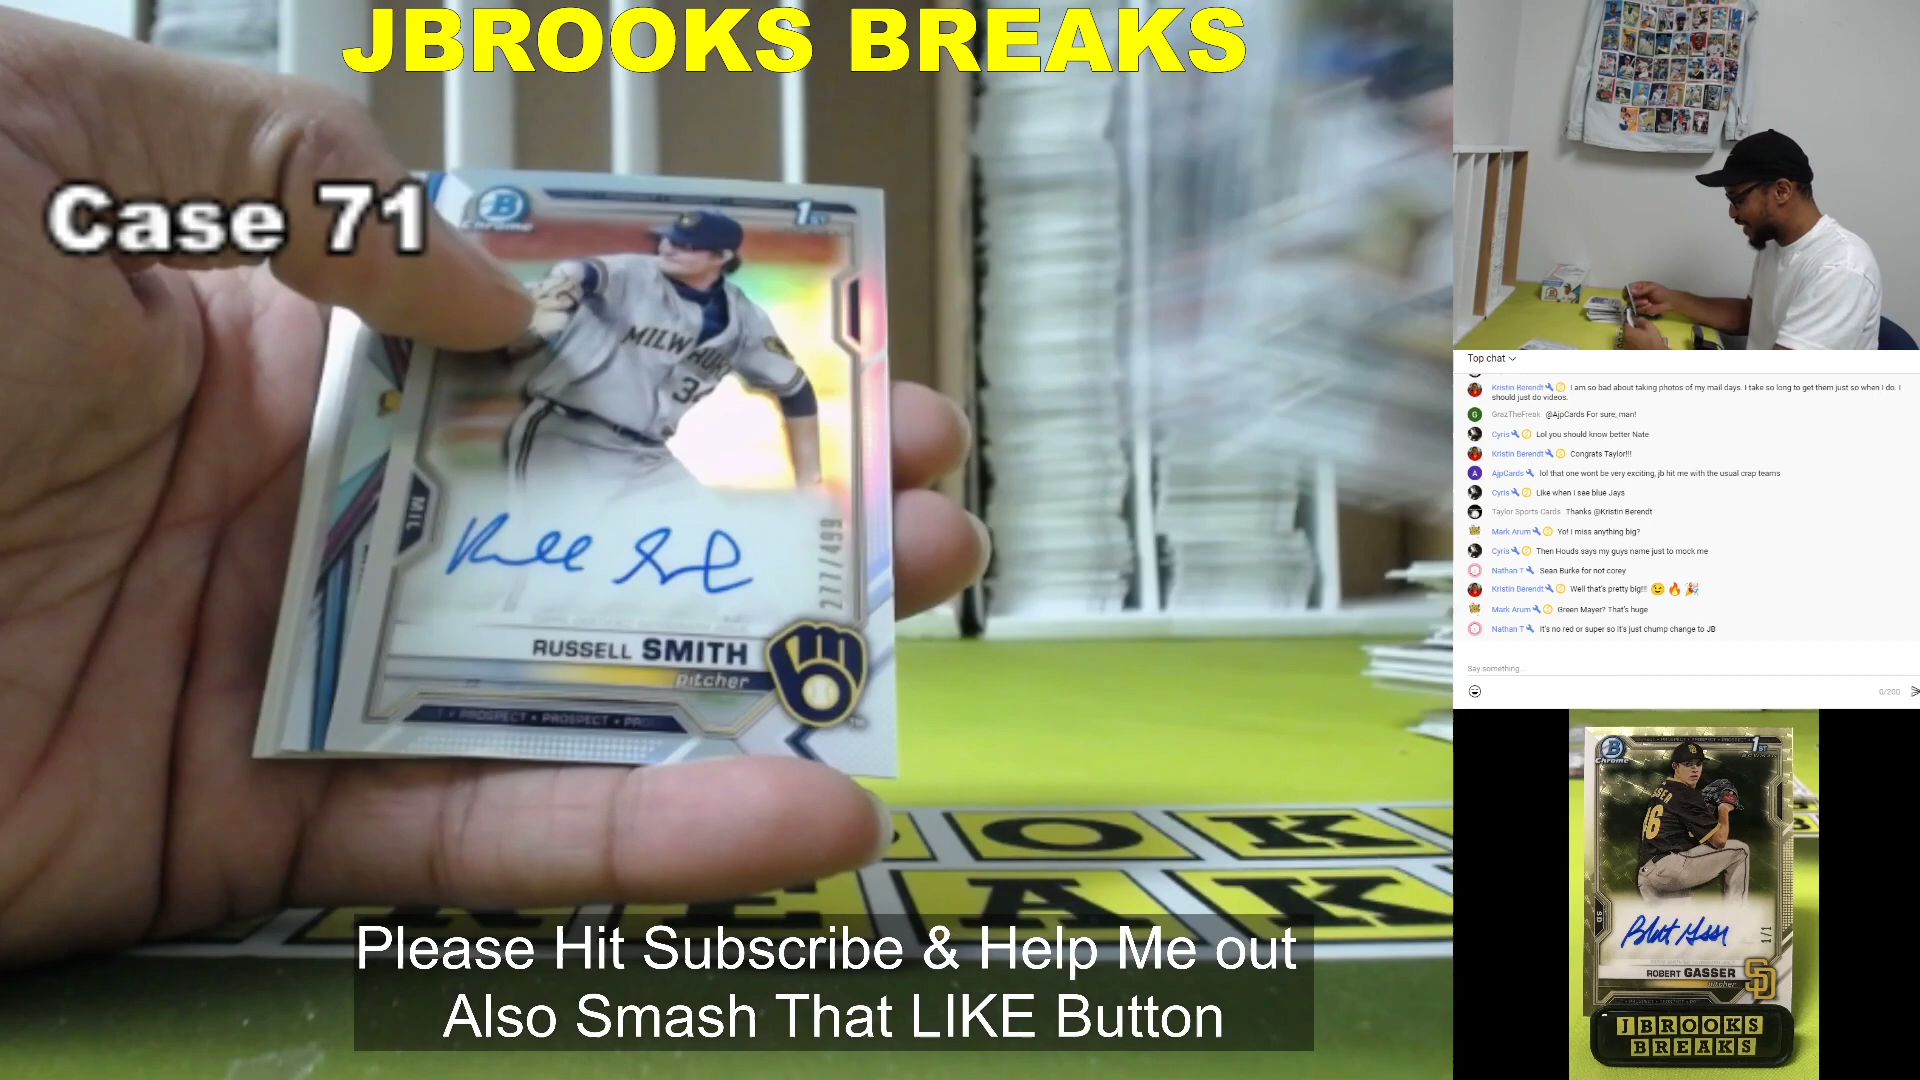 JBROOKS BREAKS
Case 71
Chrome
1ST
MILWAUKE
34
MIL
277/499
RUSSELL SMITH
pitcher
PROSPECT • PROSPECT • PRO
O K
E A K
Please Hit Subscribe & Help Me out
Also Smash That LIKE Button
Top chat
Kristin Berendt I am so bad about taking photos of my mail days. I take so long to get them just so when I do. I
should just do videos.
G GrazTheFreak @AjpCards For sure, man!
Cyris Lol you should know better Nate
Kristin Berendt Congrats Taylor!!!
A AjpCards lol that one wont be very exciting, jb hit me with the usual crap teams
Cyris Like when I see blue Jays
Taylor Sports Cards Thanks @Kristin Berendt
Mark Arum Yo! I miss anything big?
Cyris Then Houds says my guys name just to mock me
Nathan T Sean Burke for not corey
Kristin Berendt Well that's pretty big!!! 😉 🔥 🎉
Mark Arum Green Mayer? That's huge
Nathan T It's no red or super so it's just chump change to JB
Say something...
0/200
Chrome
1ST
16
SD
1/1
ROBERT GASSER
pitcher
SD
JBROOKS
BREAKS